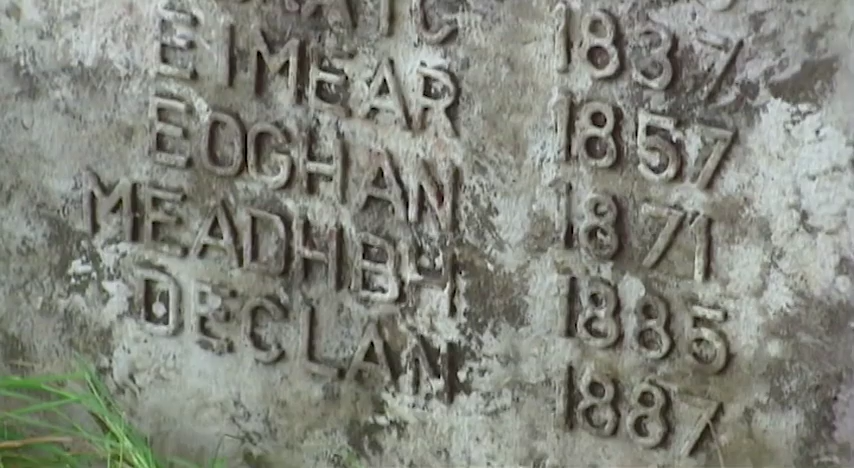 1837
EIMEAR 1857
EOGHAN 1871
MEADHBH 1885
DECLAN 1887